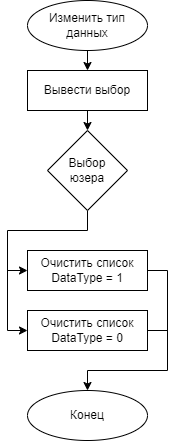 Изменить тип
данных
Вывести выбор
Выбор
юзера
Очистить список
DataType = 1
Очистить список
DataType = 0
Конец